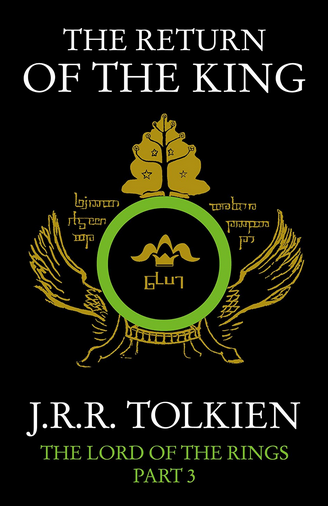 THE RETURN
OF THE KING
J.R.R. TOLKIEN
THE LORD OF THE RINGS
PART 3